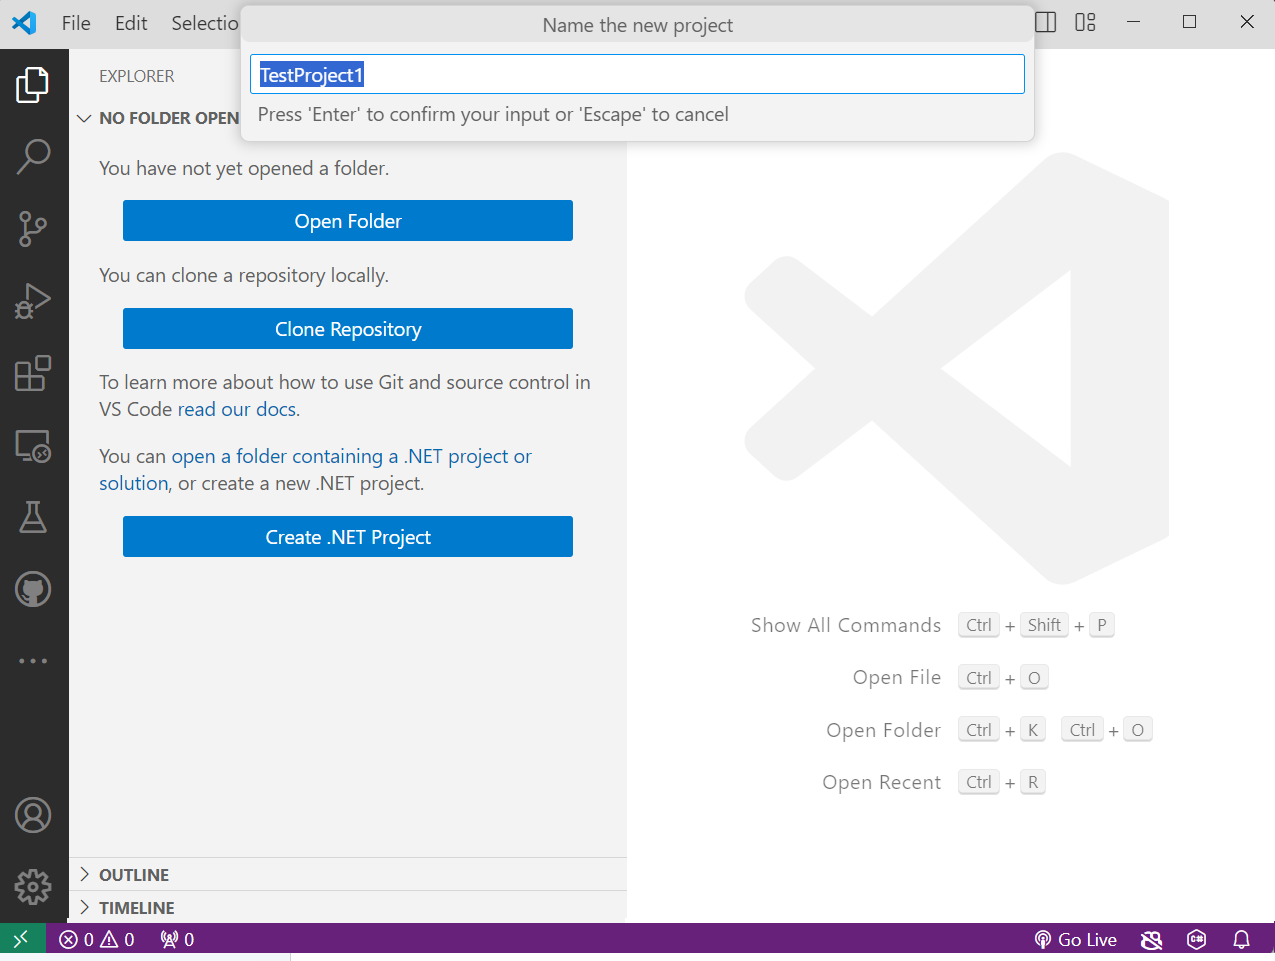 File Edit Selectio
Name the new project
TestProject1
Press 'Enter' to confirm your input or 'Escape' to cancel
EXPLORER
NO FOLDER OPEN
You have not yet opened a folder.
Open Folder
You can clone a repository locally.
Clone Repository
To learn more about how to use Git and source control in
VS Code read our docs.
You can open a folder containing a .NET project or
solution, or create a new .NET project.
Create .NET Project
Show All Commands Ctrl + Shift + P
Open File Ctrl + O
Open Folder Ctrl + K Ctrl + O
Open Recent Ctrl + R
OUTLINE
TIMELINE
0 0 0 Go Live C#